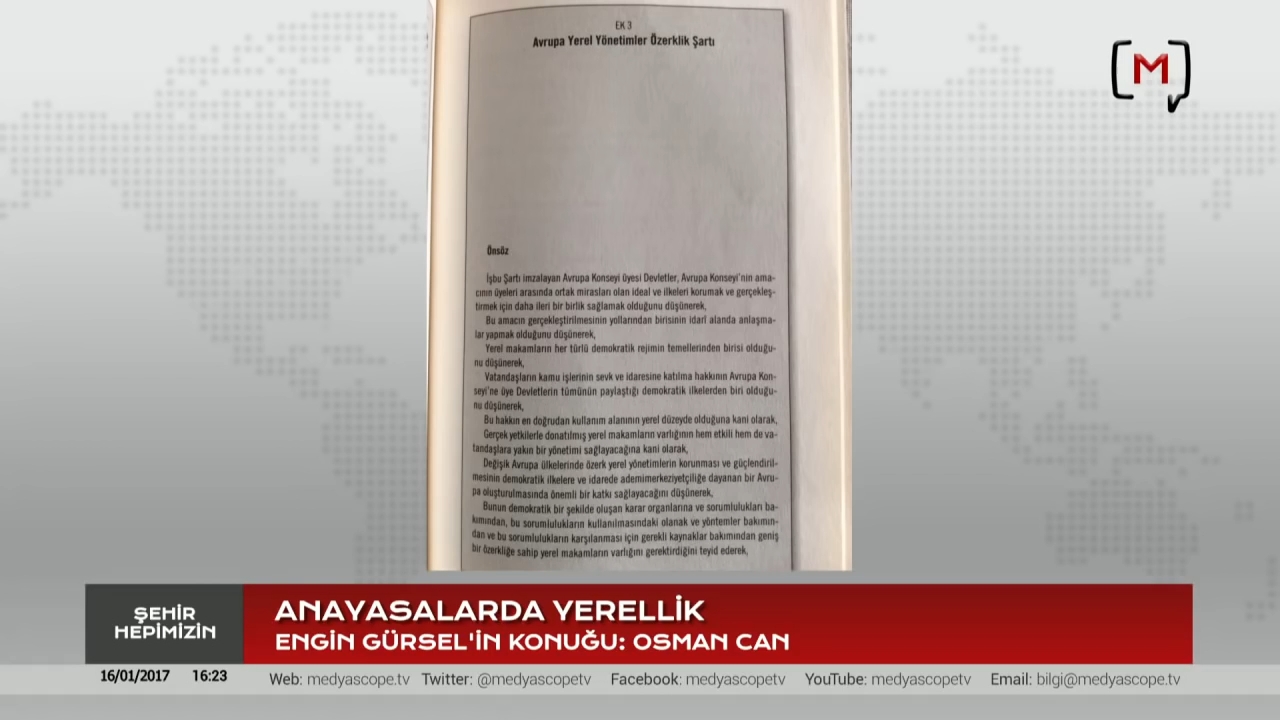 EK 3
Avrupa Yerel Yönetimler Özerklik Şartı
M
Önsöz
İşbu Şartı imzalayan Avrupa Konseyi üyesi Devletler, Avrupa Konseyi'nin ama-
cının üyeleri arasında ortak mirasları olan ideal ve ilkeleri korumak ve gerçekleş-
tirmek için daha ileri bir birlik sağlamak olduğunu düşünerek,
Bu amacın gerçekleştirilmesinin yollarından birisinin idarî alanda anlaşma-
lar yapmak olduğunu düşünerek,
Yerel makamların her türlü demokratik rejimin temellerinden birisi olduğu-
nu düşünerek,
Vatandaşların kamu işlerinin sevk ve idaresine katılma hakkının Avrupa Kon-
seyi'ne üye Devletlerin tümünün paylaştığı demokratik ilkelerden biri olduğu-
nu düşünerek,
Bu hakkın en doğrudan kullanım alanının yerel düzeyde olduğuna kani olarak,
Gerçek yetkilerle donatılmış yerel makamların varlığının hem etkili hem de va-
tandaşlara yakın bir yönetimi sağlayacağına kani olarak,
Değişik Avrupa ülkelerinde özerk yerel yönetimlerin korunması ve güçlendiril-
mesinin demokratik ilkelere ve idarede ademimerkeziyetçiliğe dayanan bir Avru-
pa oluşturulmasında önemli bir katkı sağlayacağını düşünerek,
Bunun demokratik bir şekilde oluşan karar organlarına ve sorumlulukları ba-
kımından, bu sorumlulukların kullanılmasındaki olanak ve yöntemler bakımın-
dan ve bu sorumlulukların karşılanması için gerekli kaynaklar bakımından geniş
bir özerkliğe sahip yerel makamların varlığını gerektirdiğini teyid ederek,
ŞEHİR
HEPİMİZİN
ANAYASALARDA YERELLİK
ENGİN GÜRSEL'İN KONUĞU: OSMAN CAN
16/01/2017 16:23 Web: medyascope.tv Twitter: @medyascopetv Facebook: medyascopetv YouTube: medyascopetv Email: bilgi@medyascope.tv